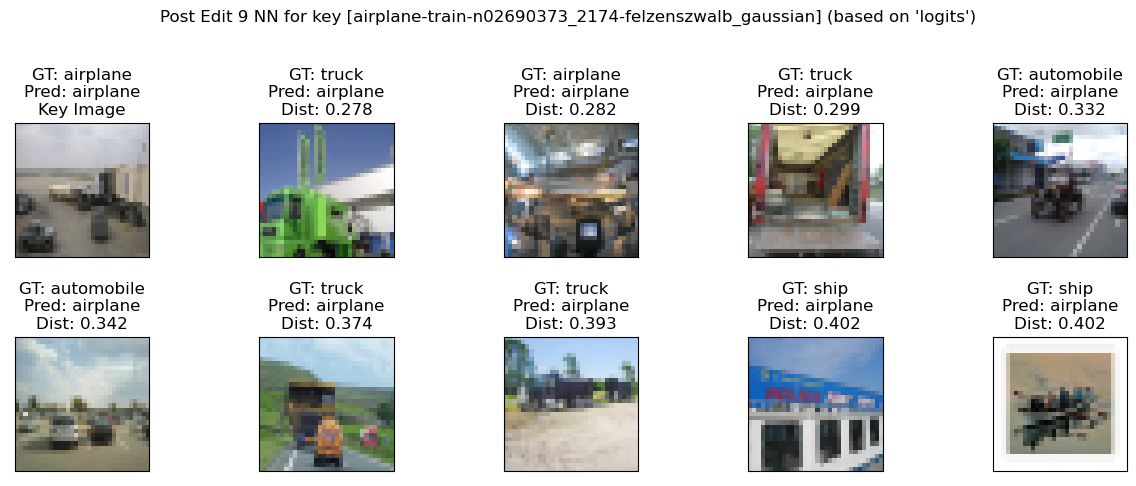 Post Edit 9 NN for key [airplane-train-n02690373_2174-felzenszwalb_gaussian] (based on 'logits')
GT: airplane
Pred: airplane
Key Image
GT: truck
Pred: airplane
Dist: 0.278
GT: airplane
Pred: airplane
Dist: 0.282
GT: truck
Pred: airplane
Dist: 0.299
GT: automobile
Pred: airplane
Dist: 0.332
GT: automobile
Pred: airplane
Dist: 0.342
GT: truck
Pred: airplane
Dist: 0.374
GT: truck
Pred: airplane
Dist: 0.393
GT: ship
Pred: airplane
Dist: 0.402
GT: ship
Pred: airplane
Dist: 0.402